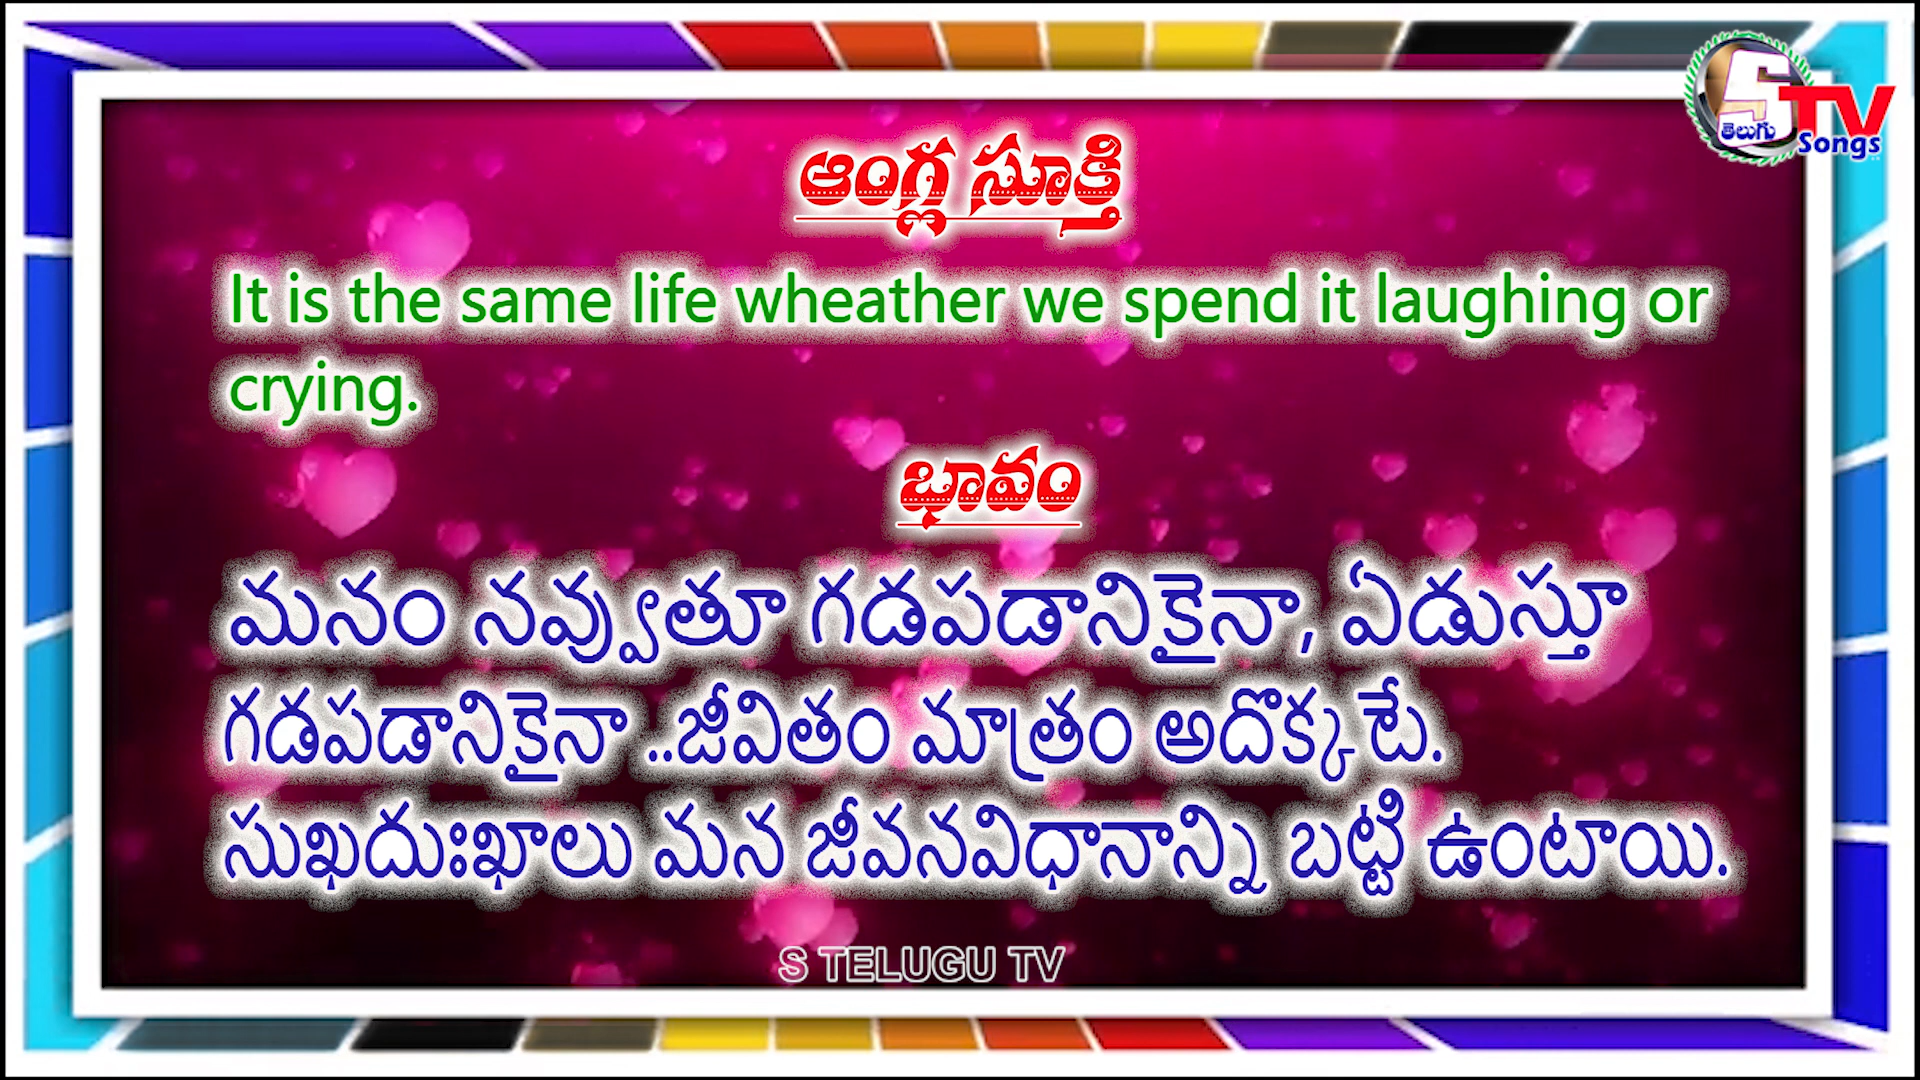 S
తెలుగు
TV
Songs
ఆంగ్ల సూక్తి
It is the same life wheather we spend it laughing or
crying.
భావం
మనం నవ్వుతూ గడపడానికైనా, ఏడుస్తూ
గడపడానికైనా ..జీవితం మాత్రం అదొక్కటే.
సుఖదుఃఖాలు మన జీవనవిధానాన్ని బట్టి ఉంటాయి.
S TELUGU TV